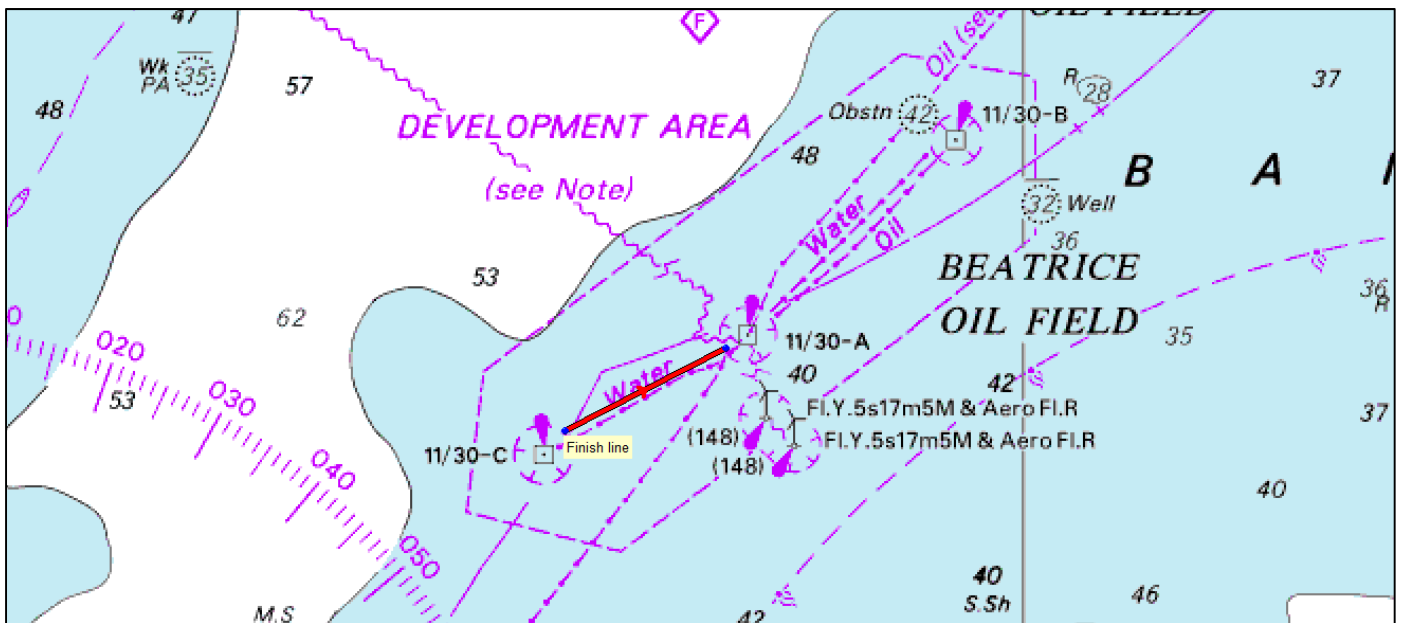 47
OIL FIELD
Oil (see
F
Wk
PA
35
57
R
28
37
48
DEVELOPMENT AREA
Obstn 42
11/30-B
48
B A
(see Note)
32 Well
Water
Oil
36
53
BEATRICE
OIL FIELD
36
R
62
0
020
11/30-A
35
Water
40
42
53
030
Fl.Y.5s17m5M & Aero Fl.R
37
(148)
Fl.Y.5s17m5M & Aero Fl.R
Finish line
11/30-C
(148)
040
40
050
40
S.Sh
46
M.S
42